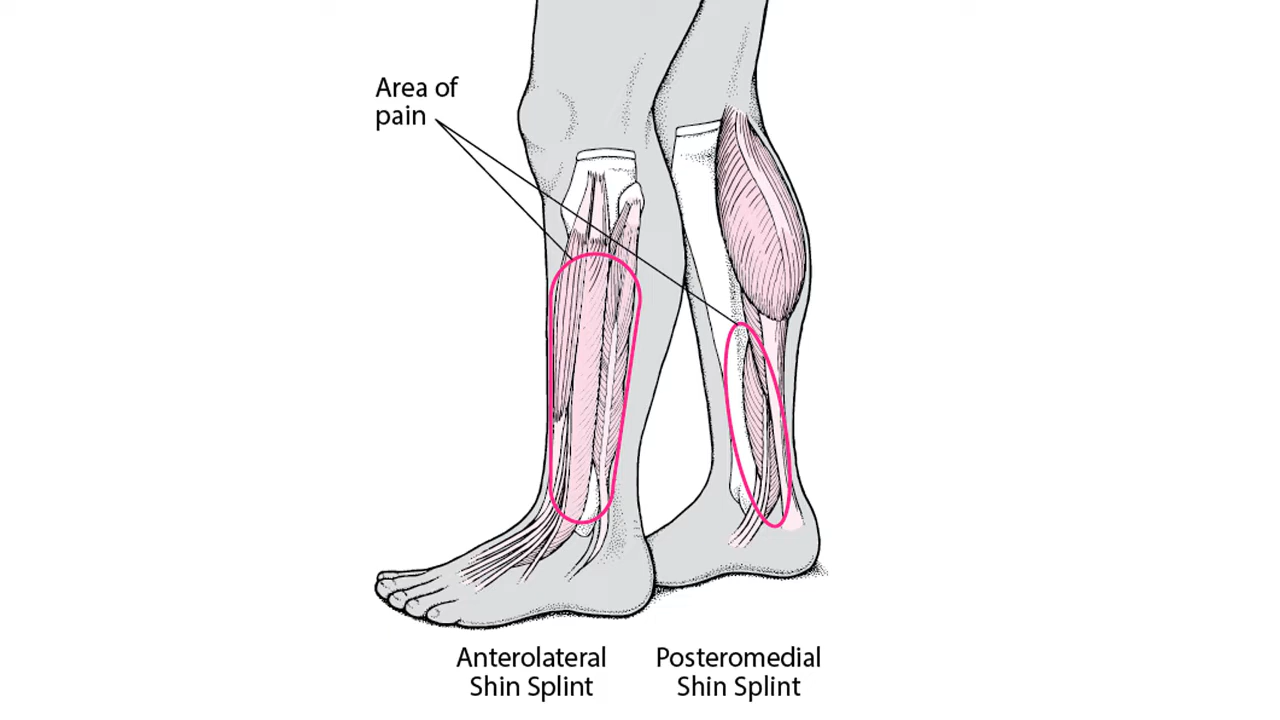 Area of
pain
Anterolateral
Shin Splint
Posteromedial
Shin Splint